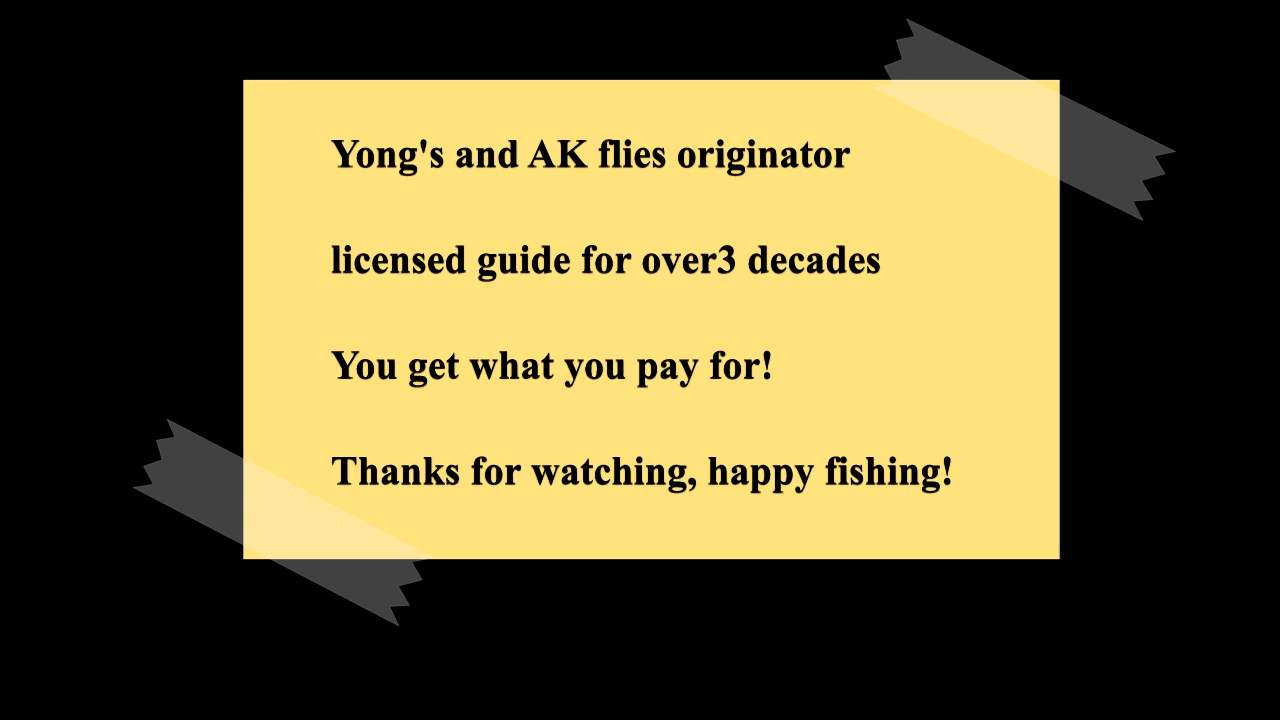 Yong's and AK flies originator
licensed guide for over3 decades
You get what you pay for!
Thanks for watching, happy fishing!